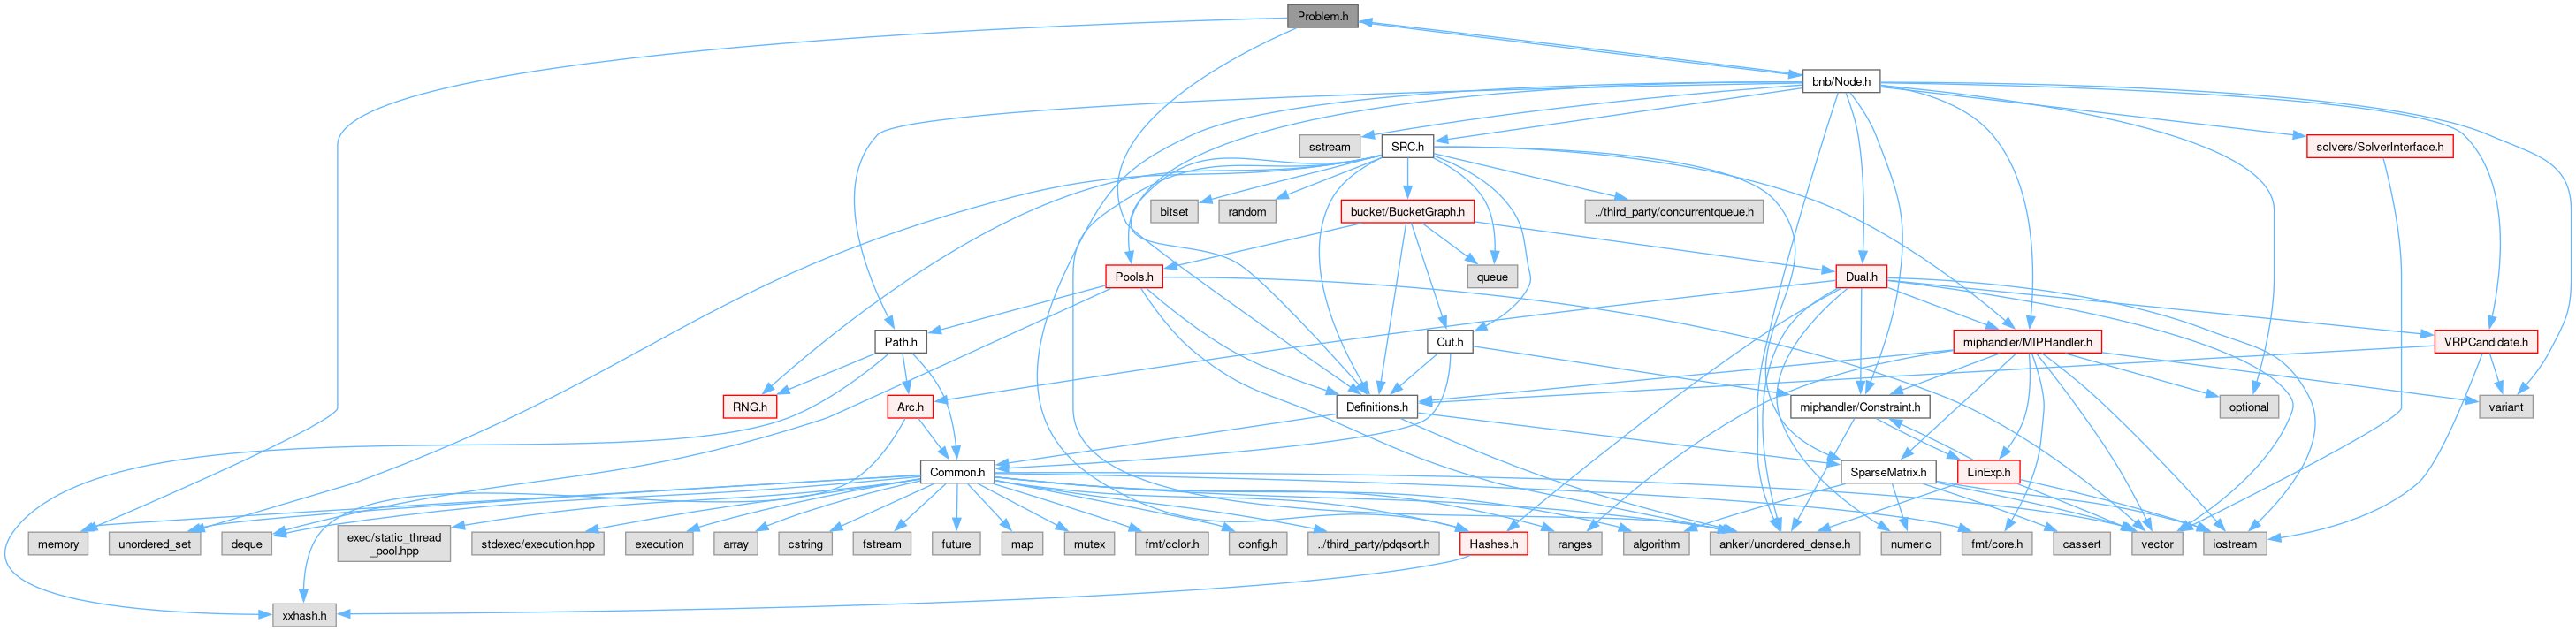 Problem.h
bnb/Node.h
sstream
SRC.h
solvers/SolverInterface.h
bitset
random
bucket/BucketGraph.h
../third_party/concurrentqueue.h
Pools.h
queue
Dual.h
Path.h
Cut.h
miphandler/MIPHandler.h
VRPCandidate.h
RNG.h
Arc.h
Definitions.h
miphandler/Constraint.h
optional
variant
Common.h
SparseMatrix.h
LinExp.h
memory
unordered_set
deque
exec/static_thread
_pool.hpp
stdexec/execution.hpp
execution
array
cstring
fstream
future
map
mutex
fmt/color.h
config.h
../third_party/pdqsort.h
Hashes.h
ranges
algorithm
ankerl/unordered_dense.h
numeric
fmt/core.h
cassert
vector
iostream
xxhash.h